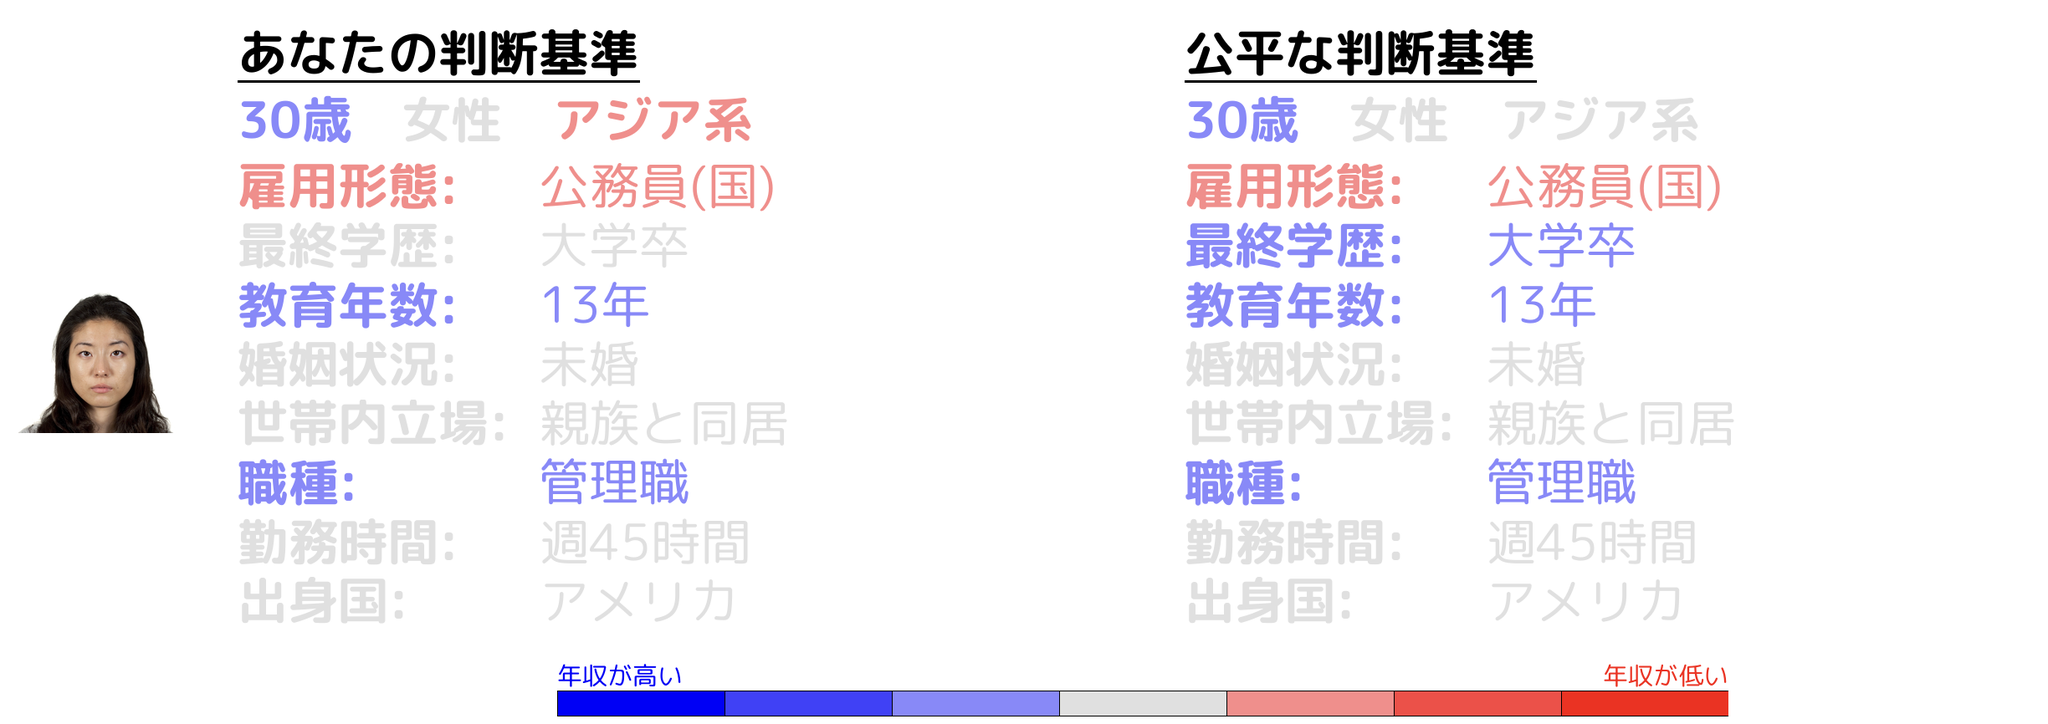 あなたの判断基準
30歳 女性 アジア系
雇用形態: 公務員(国)
最終学歴: 大学卒
教育年数: 13年
婚姻状況: 未婚
世帯内立場: 親族と同居
職種: 管理職
勤務時間: 週45時間
出身国: アメリカ
公平な判断基準
30歳 女性 アジア系
雇用形態: 公務員(国)
最終学歴: 大学卒
教育年数: 13年
婚姻状況: 未婚
世帯内立場: 親族と同居
職種: 管理職
勤務時間: 週45時間
出身国: アメリカ
年収が高い 年収が低い